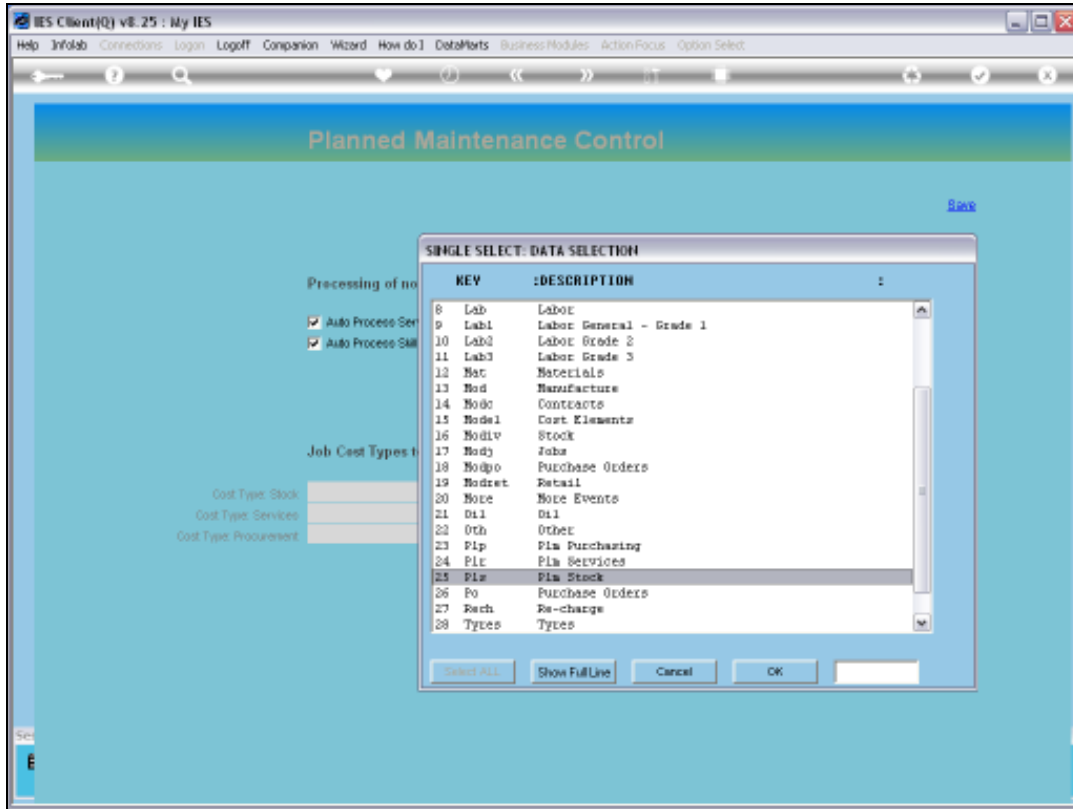 IES Client(Q) v8.25 : My IES
Help Infolab Connections Logon Logoff Companion Wizard How do I DataMarts Business Modules Action Focus Option Select
Planned Maintenance Control
Save
SINGLE SELECT: DATA SELECTION
KEY :DESCRIPTION :
Processing of no
Auto Process Ser
Auto Process Skill
8 Lab Labor
9 Lab1 Labor General - Grade 1
10 Lab2 Labor Grade 2
11 Lab3 Labor Grade 3
12 Mat Materials
13 Mod Manufacture
14 Modc Contracts
15 Model Cost Elements
16 Modiv Stock
17 Modj Jobs
18 Modpo Purchase Orders
19 Modret Retail
20 More More Events
21 Oil Oil
22 Oth Other
23 Plp Plm Purchasing
24 Plr Plm Services
25 Pls Plm Stock
26 Po Purchase Orders
27 Rech Re-charge
28 Tyres Tyres
Job Cost Types t
Cost Type: Stock
Cost Type: Services
Cost Type: Procurement
Select ALL Show Full Line Cancel OK
Se